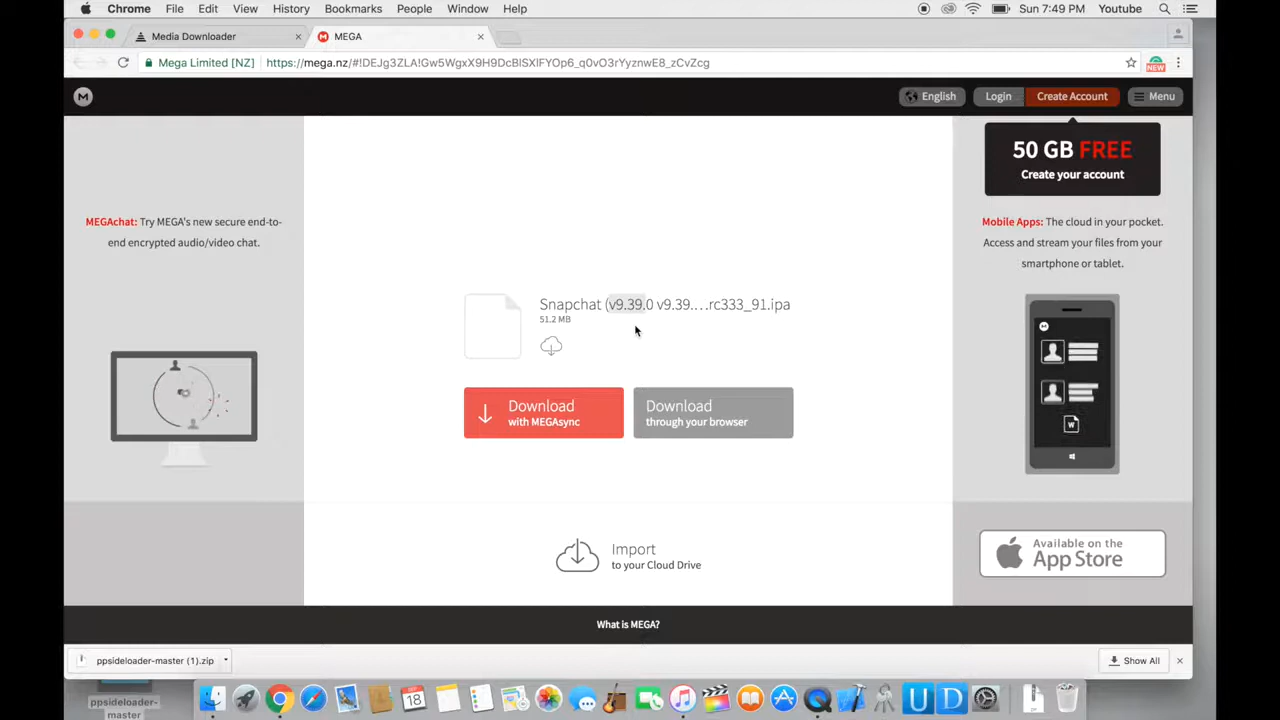 Chrome File Edit View History Bookmarks People Window Help Sun 7:49 PM Youtube
Media Downloader MEGA
Mega Limited [NZ] https://mega.nz/#!DEJg3ZLA!Gw5WgxX9H9DcBlSXlFYOp6_q0vO3rYyznwE8_zCvZcg NEW
M English Login Create Account Menu
50 GB FREE
Create your account
MEGAchat: Try MEGA's new secure end-to-
end encrypted audio/video chat.
Mobile Apps: The cloud in your pocket.
Access and stream your files from your
smartphone or tablet.
Snapchat (v9.39.0 v9.39....rc333_91.ipa
51.2 MB
Download
with MEGAsync
Download
through your browser
W
Import
to your Cloud Drive
Available on the
App Store
What is MEGA?
ppsideloader-master (1).zip Show All
ppsideloader-
master
SEP
18
U D